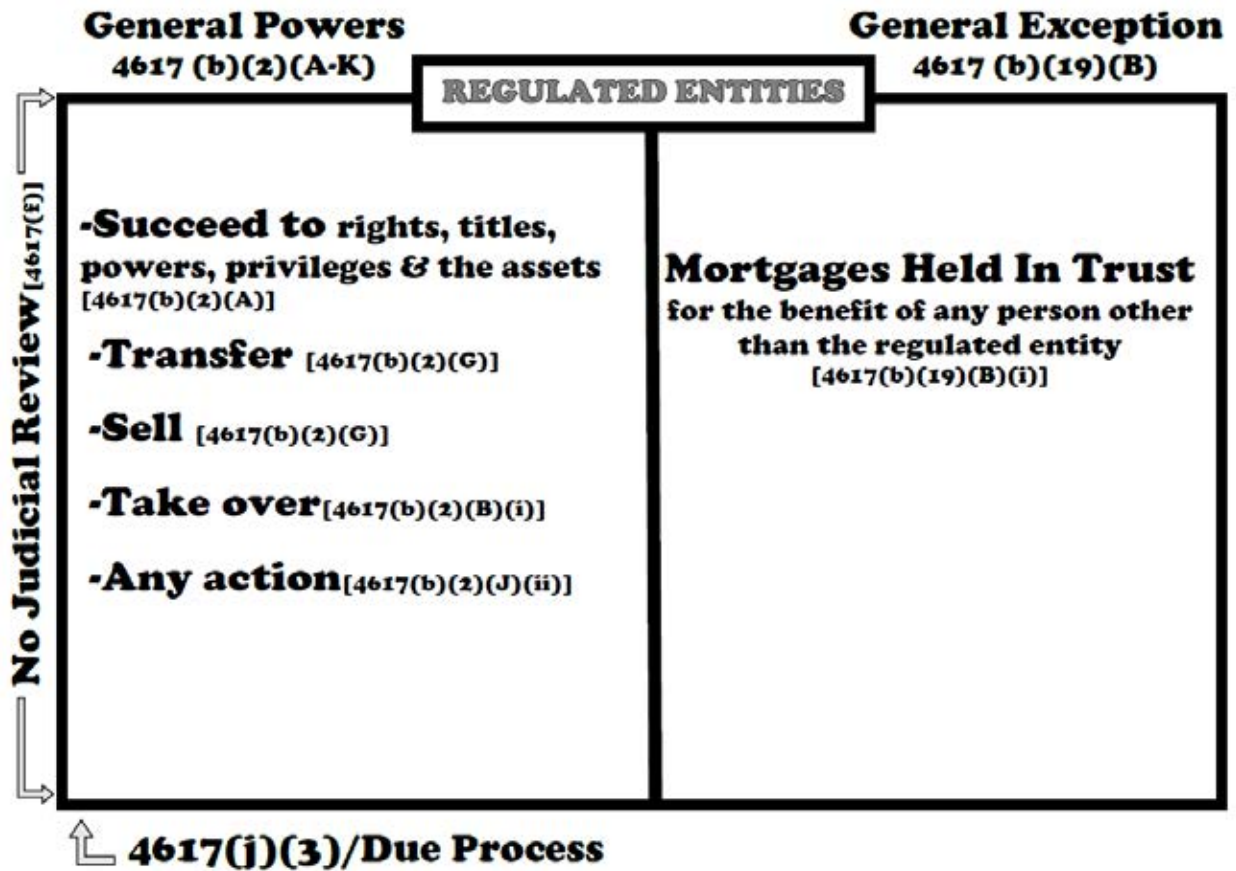 General Powers
4617 (b)(2)(A-K)
General Exception
4617 (b)(19)(B)
REGULATED ENTITIES
No Judicial Review[4617(f)]
-Succeed to rights, titles,
powers, privileges & the assets
[4617(b)(2)(A)]
-Transfer [4617(b)(2)(G)]
-Sell [4617(b)(2)(G)]
-Take over[4617(b)(2)(B)(i)]
-Any action[4617(b)(2)(J)(ii)]
Mortgages Held In Trust
for the benefit of any person other
than the regulated entity
[4617(b)(19)(B)(i)]
4617(j)(3)/Due Process